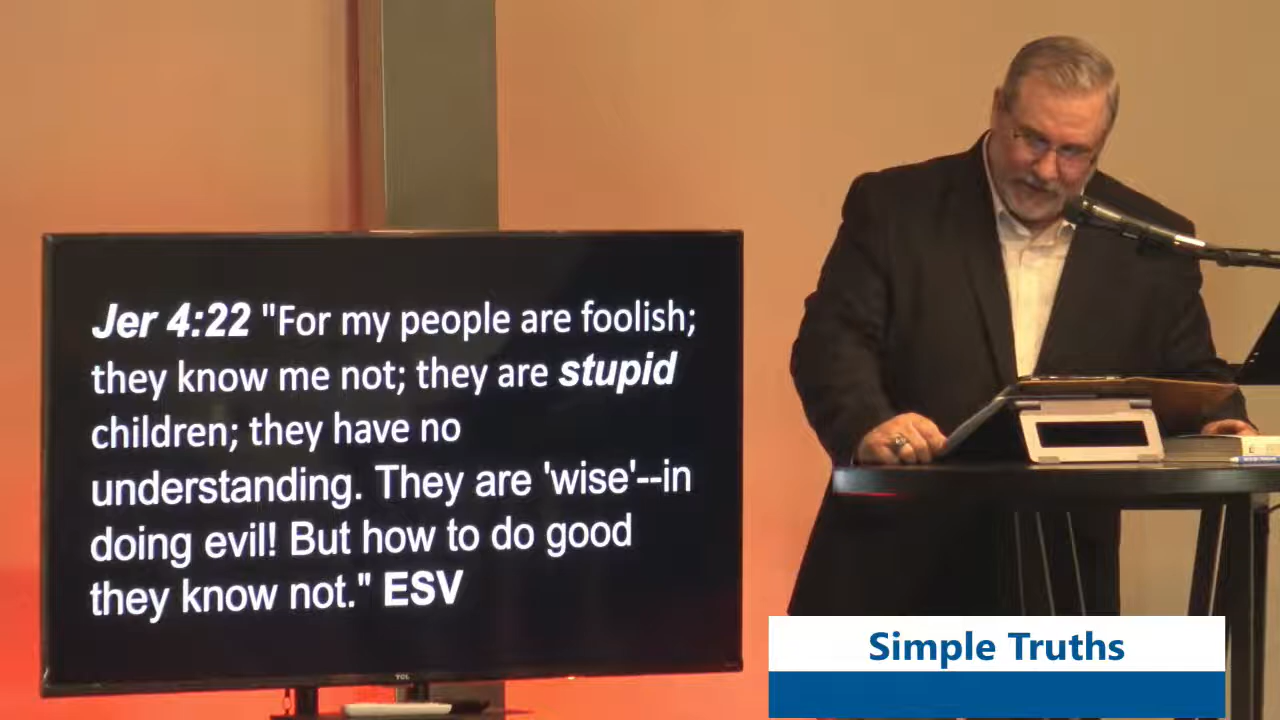 Jer 4:22 "For my people are foolish;
they know me not; they are stupid
children; they have no
understanding. They are 'wise'--in
doing evil! But how to do good
they know not." ESV
TCL
Simple Truths